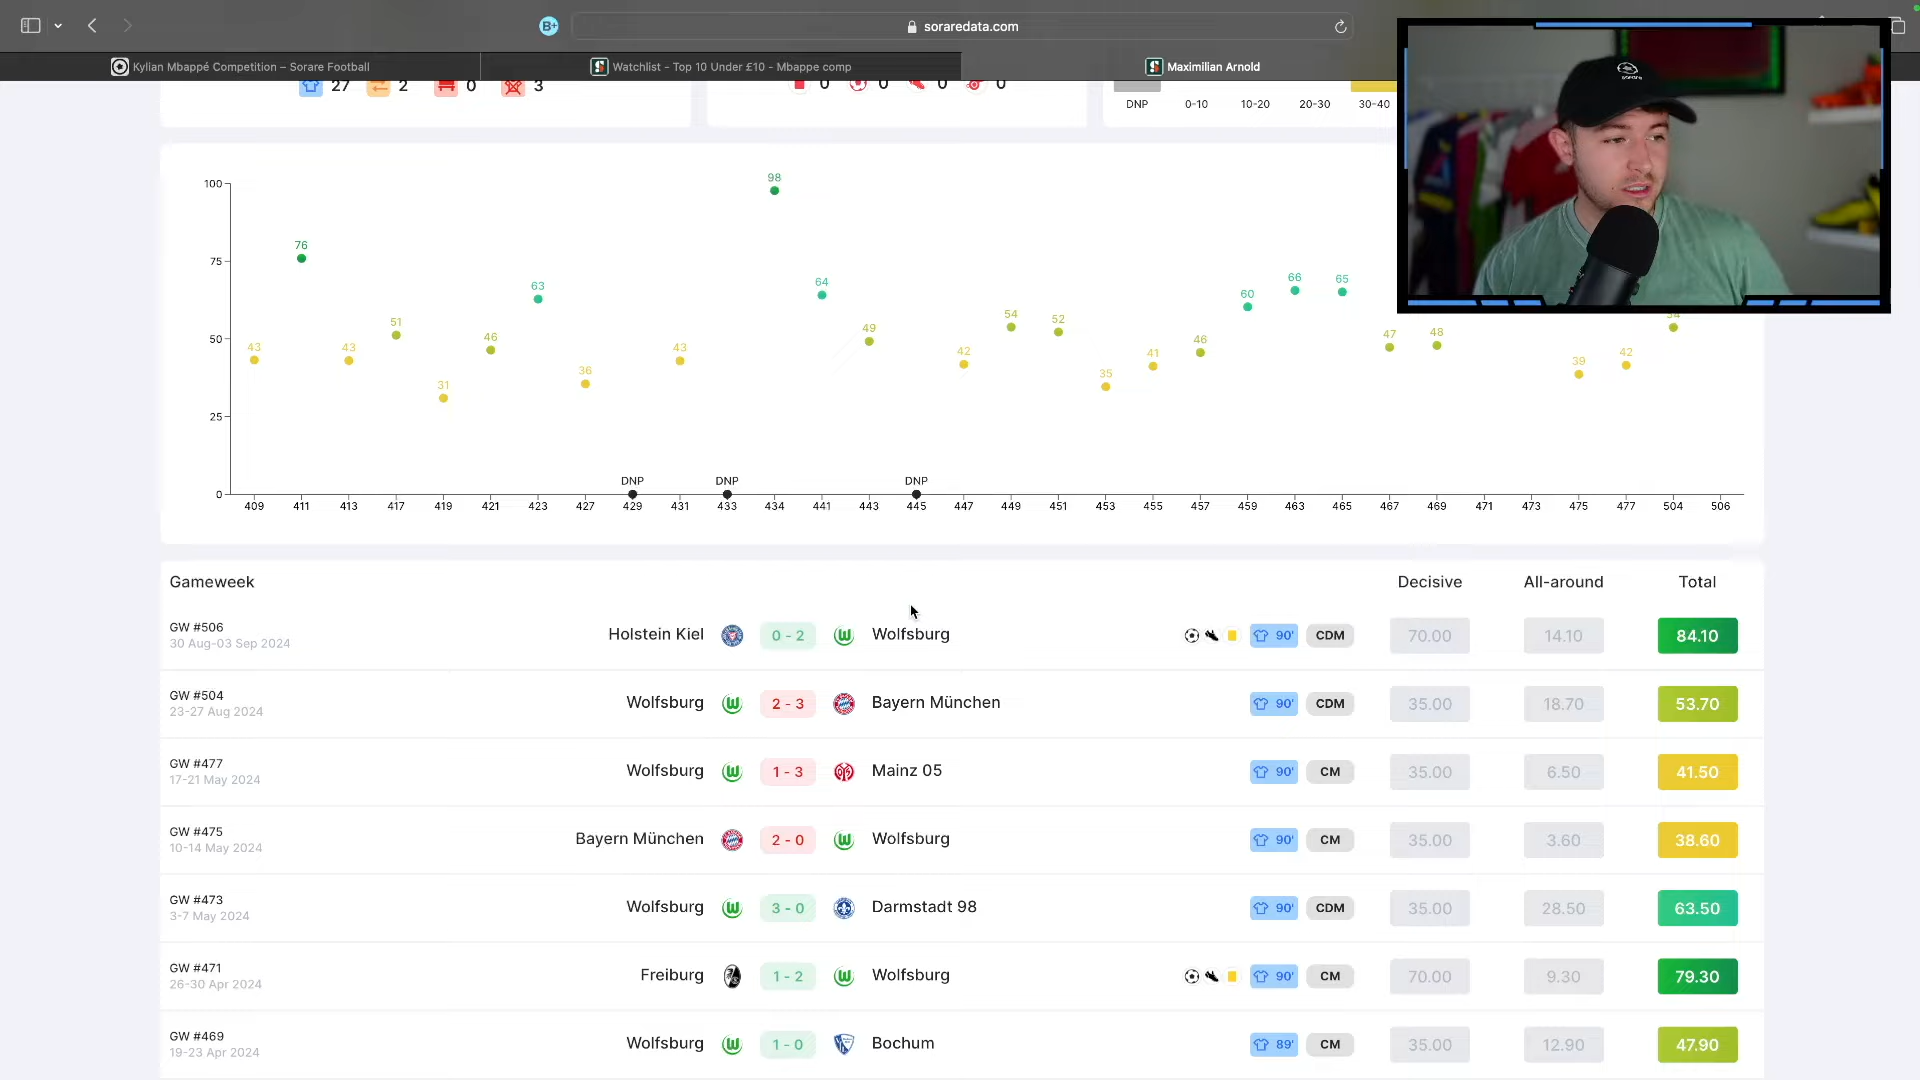 soraredata.com
Kylian Mbappé Competition – Sorare Football
Watchlist - Top 10 Under £10 - Mbappe comp
Maximilian Arnold
27 2 0 3
0 0 0 0
DNP 0-10 10-20 20-30 30-40
100
75
50
25
0
43 76 43 51 31 46 63 36 DNP 43 DNP 98 64 49 DNP 42 54 52 35 41 46 60 66 65 47 48 39 42 54
409 411 413 417 419 421 423 427 429 431 433 434 441 443 445 447 449 451 453 455 457 459 463 465 467 469 471 473 475 477 504 506
Gameweek Decisive All-around Total
GW #506
30 Aug-03 Sep 2024
Holstein Kiel 0 - 2 Wolfsburg 90' CDM 70.00 14.10 84.10
GW #504
23-27 Aug 2024
Wolfsburg 2 - 3 Bayern München 90' CDM 35.00 18.70 53.70
GW #477
17-21 May 2024
Wolfsburg 1 - 3 Mainz 05 90' CM 35.00 6.50 41.50
GW #475
10-14 May 2024
Bayern München 2 - 0 Wolfsburg 90' CM 35.00 3.60 38.60
GW #473
3-7 May 2024
Wolfsburg 3 - 0 Darmstadt 98 90' CDM 35.00 28.50 63.50
GW #471
26-30 Apr 2024
Freiburg 1 - 2 Wolfsburg 90' CM 70.00 9.30 79.30
GW #469
19-23 Apr 2024
Wolfsburg 1 - 0 Bochum 89' CM 35.00 12.90 47.90